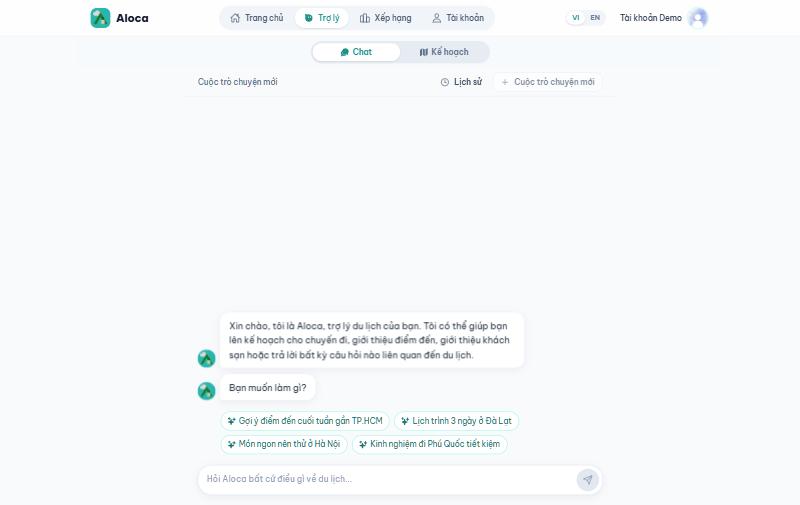 Aloca
Trang chủ
Trợ lý
Xếp hạng
Tài khoản
VI EN
Tài khoản Demo
Chat
Kế hoạch
Cuộc trò chuyện mới
Lịch sử
+ Cuộc trò chuyện mới
Xin chào, tôi là Aloca, trợ lý du lịch của bạn. Tôi có thể giúp bạn
lên kế hoạch cho chuyến đi, giới thiệu điểm đến, giới thiệu khách
sạn hoặc trả lời bất kỳ câu hỏi nào liên quan đến du lịch.
Bạn muốn làm gì?
Gợi ý điểm đến cuối tuần gần TP.HCM
Lịch trình 3 ngày ở Đà Lạt
Món ngon nên thử ở Hà Nội
Kinh nghiệm đi Phú Quốc tiết kiệm
Hỏi Aloca bất cứ điều gì về du lịch...